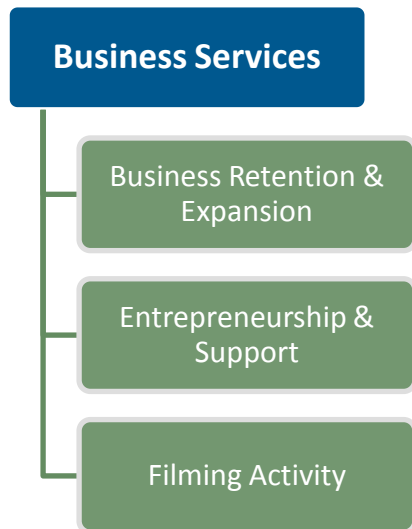 Business Services
Business Retention &
Expansion
Entrepreneurship &
Support
Filming Activity